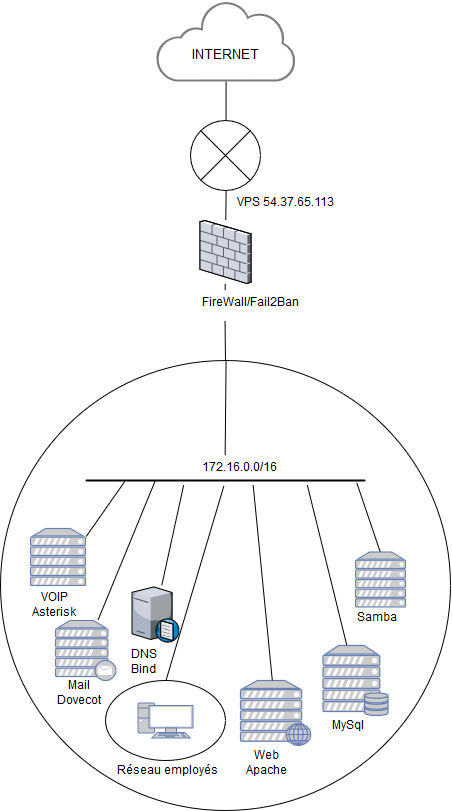 INTERNET
VPS 54.37.65.113
FireWall/Fail2Ban
172.16.0.0/16
VOIP
Asterisk
Samba
DNS
Bind
Mail
Dovecot
MySql
Web
Apache
Réseau employés